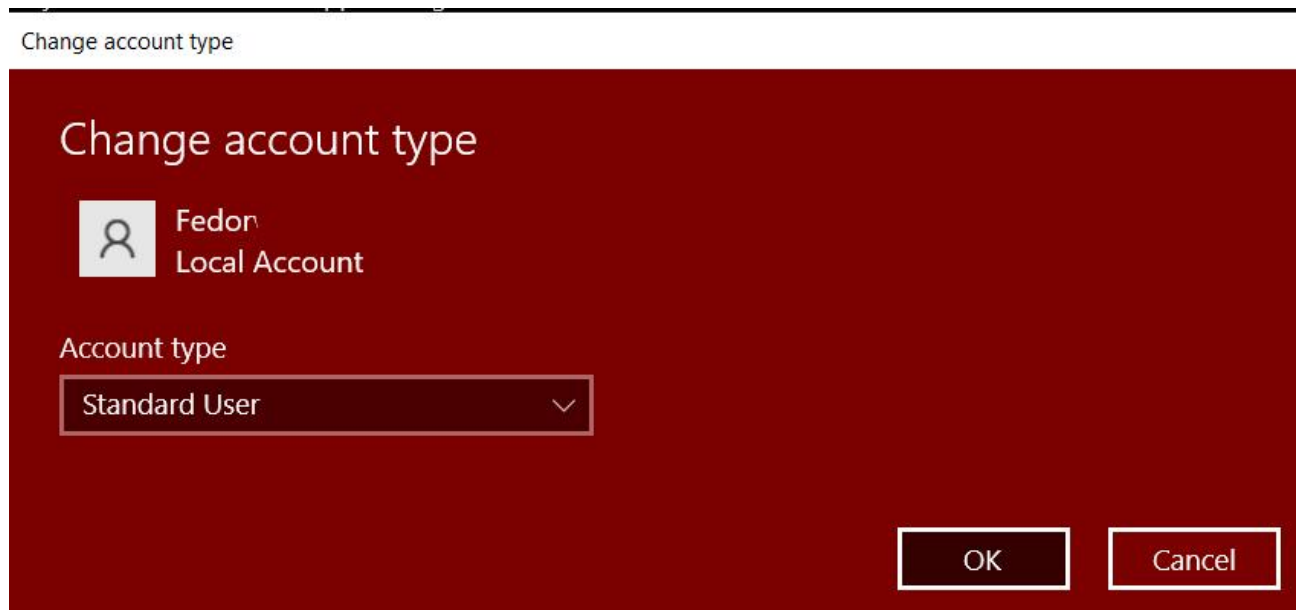 Change account type
Change account type
Fedor
Local Account
Account type
Standard User
OK
Cancel